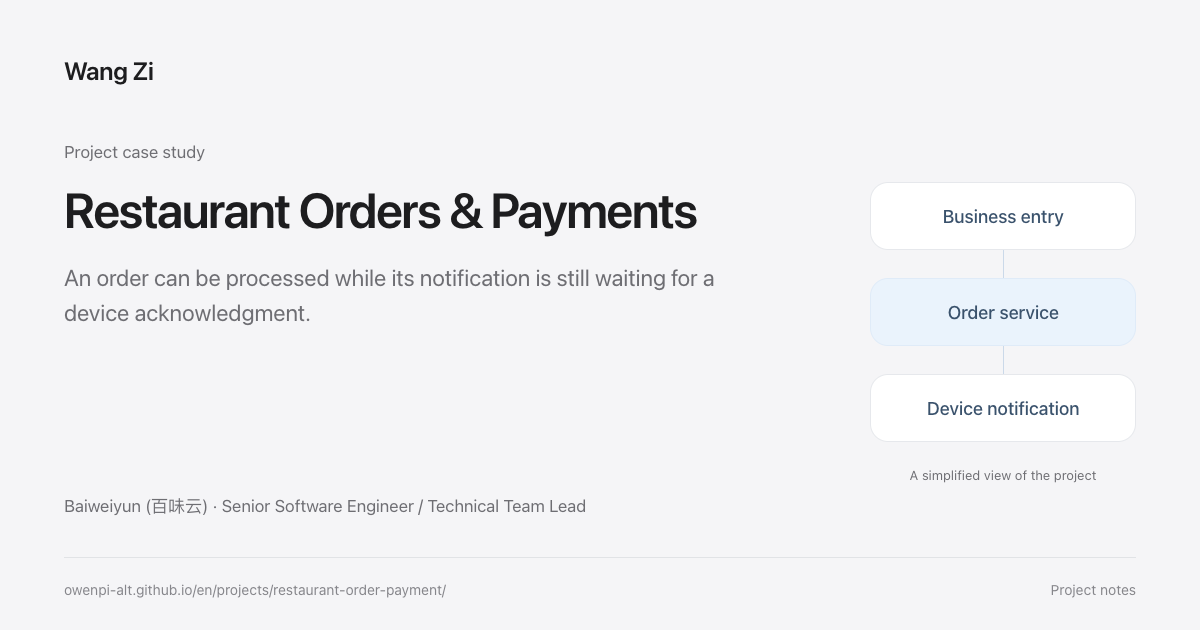 Wang Zi
Project case study
Restaurant Orders & Payments
An order can be processed while its notification is still waiting for a
device acknowledgment.
Business entry
Order service
Device notification
A simplified view of the project
Baiweiyun (百味云) · Senior Software Engineer / Technical Team Lead
owenpi-alt.github.io/en/projects/restaurant-order-payment/
Project notes